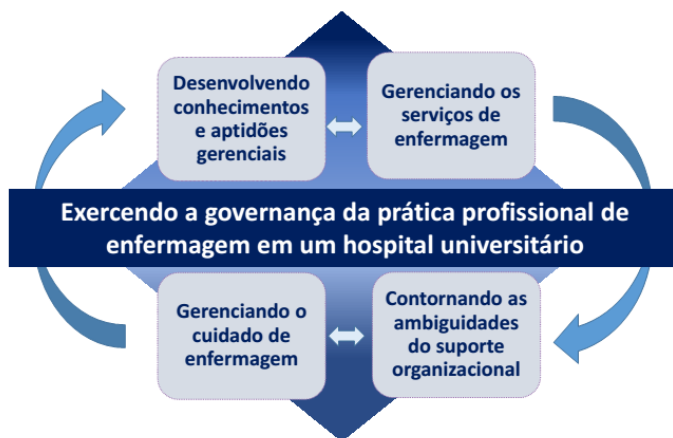 Desenvolvendo
conhecimentos
e aptidões
gerenciais
Gerenciando os
serviços de
enfermagem
Exercendo a governança da prática profissional de
enfermagem em um hospital universitário
Gerenciando o
cuidado de
enfermagem
Contornando as
ambiguidades
do suporte
organizacional